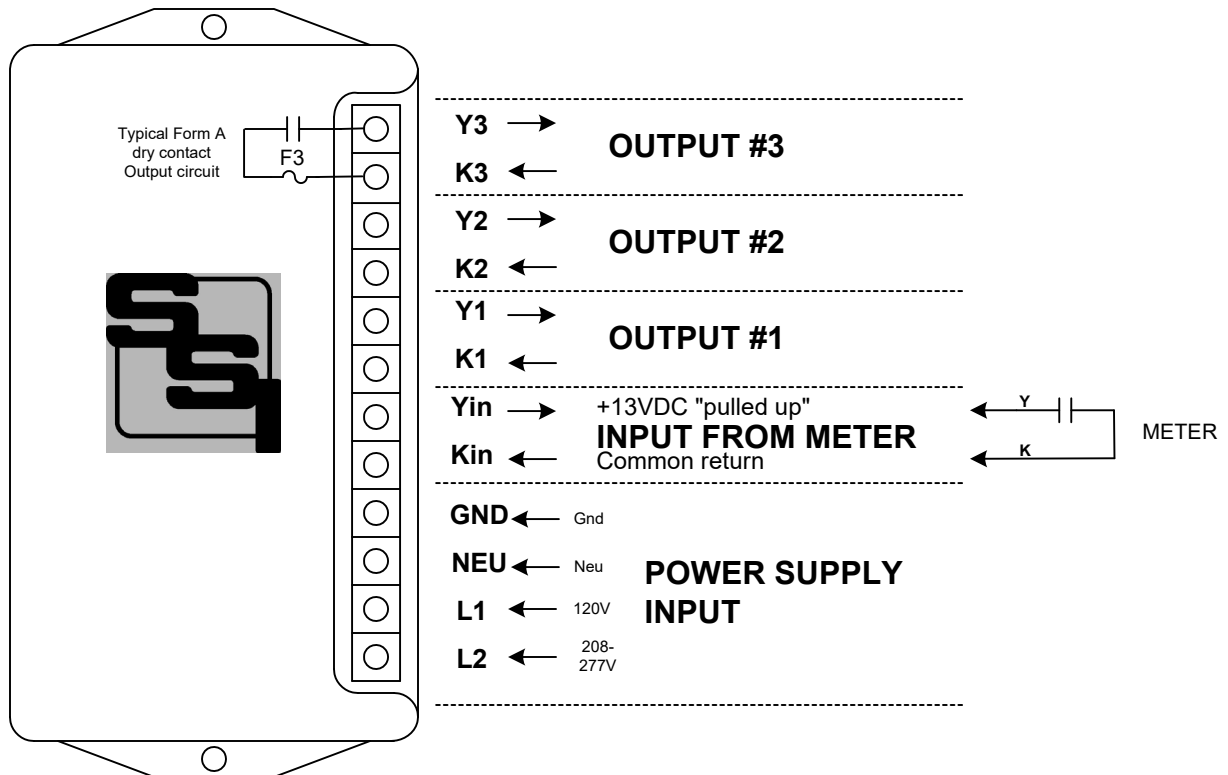 Typical Form A
dry contact
Output circuit
F3
SSI
Y3
OUTPUT #3
K3
Y2
OUTPUT #2
K2
Y1
OUTPUT #1
K1
Yin
+13VDC "pulled up"
INPUT FROM METER
Kin
Common return
Y
K
METER
GND
Gnd
NEU
Neu
POWER SUPPLY
INPUT
L1
120V
L2
208-
277V